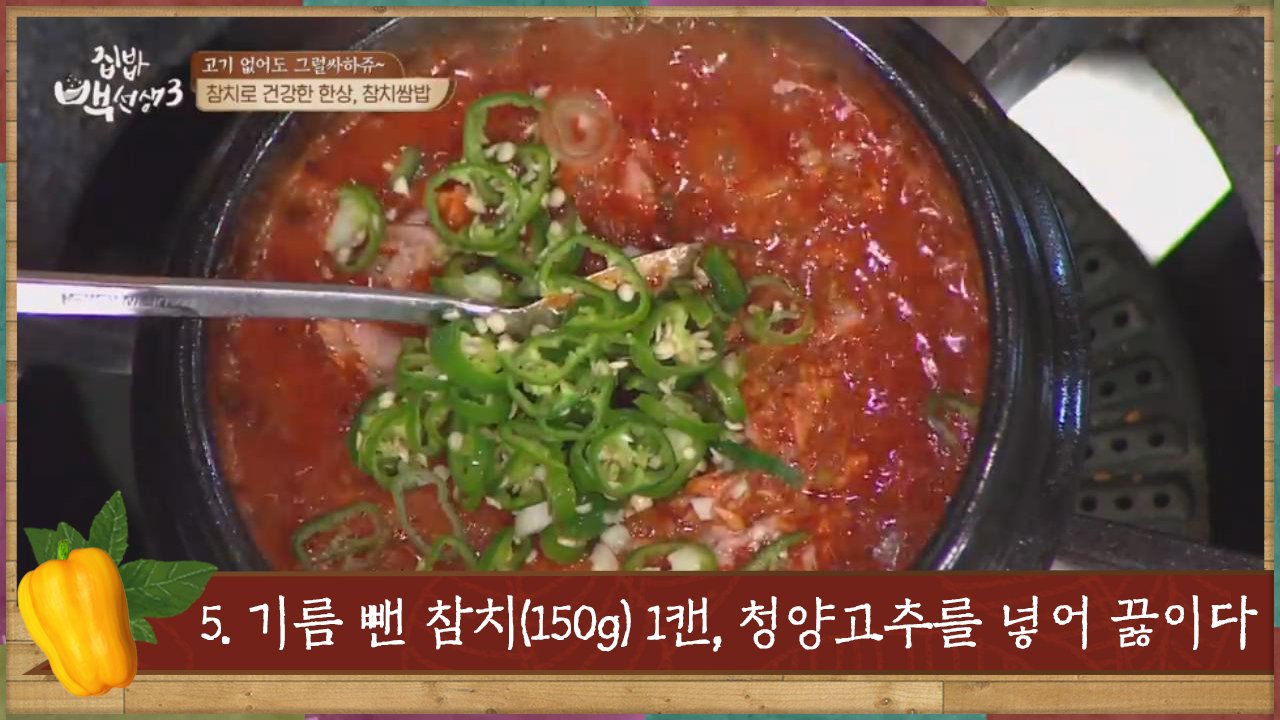 집밥
백선생3
고기 없어도 그럴싸하쥬~
참치로 건강한 한상, 참치쌈밥
5. 기름 뺀 참치(150g) 1캔, 청양고추를 넣어 끓이다